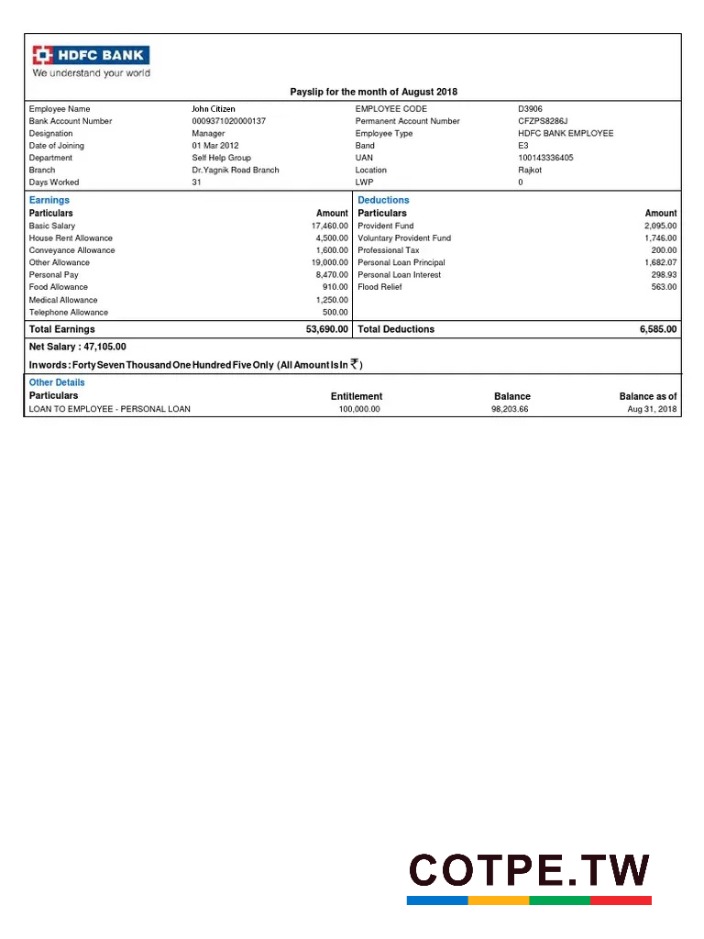 HDFC BANK
We understand your world
Payslip for the month of August 2018
Employee Name John Citizen EMPLOYEE CODE D3906
Bank Account Number 0009371020000137 Permanent Account Number CFZPS8286J
Designation Manager Employee Type HDFC BANK EMPLOYEE
Date of Joining 01 Mar 2012 Band E3
Department Self Help Group UAN 100143336405
Branch Dr.Yagnik Road Branch Location Rajkot
Days Worked 31 LWP 0
Earnings Deductions
Particulars Amount Particulars Amount
Basic Salary 17,460.00 Provident Fund 2,095.00
House Rent Allowance 4,500.00 Voluntary Provident Fund 1,746.00
Conveyance Allowance 1,600.00 Professional Tax 200.00
Other Allowance 19,000.00 Personal Loan Principal 1,682.07
Personal Pay 8,470.00 Personal Loan Interest 298.93
Food Allowance 910.00 Flood Relief 563.00
Medical Allowance 1,250.00
Telephone Allowance 500.00
Total Earnings 53,690.00 Total Deductions 6,585.00
Net Salary : 47,105.00
In words : Forty Seven Thousand One Hundred Five Only (All Amount Is In ₹)
Other Details
Particulars Entitlement Balance Balance as of
LOAN TO EMPLOYEE - PERSONAL LOAN 100,000.00 98,203.66 Aug 31, 2018
COTPE.TW